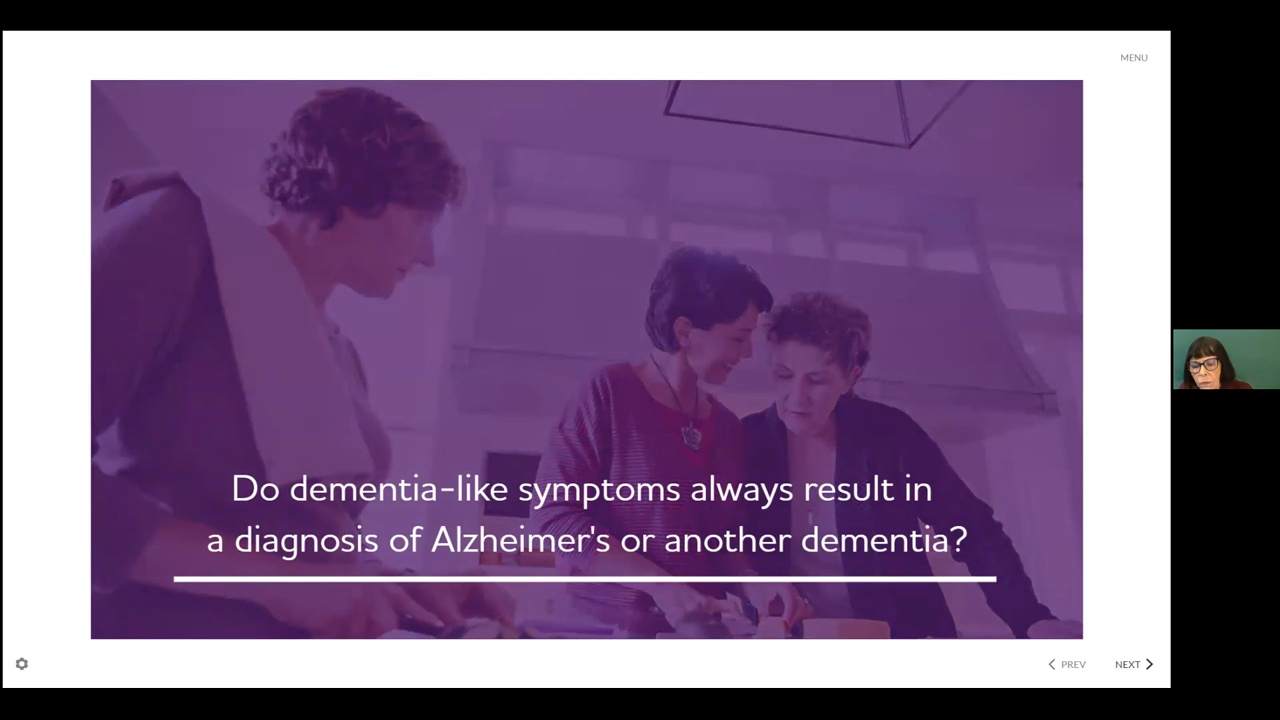 MENU
Do dementia-like symptoms always result in
a diagnosis of Alzheimer's or another dementia?
PREV
NEXT